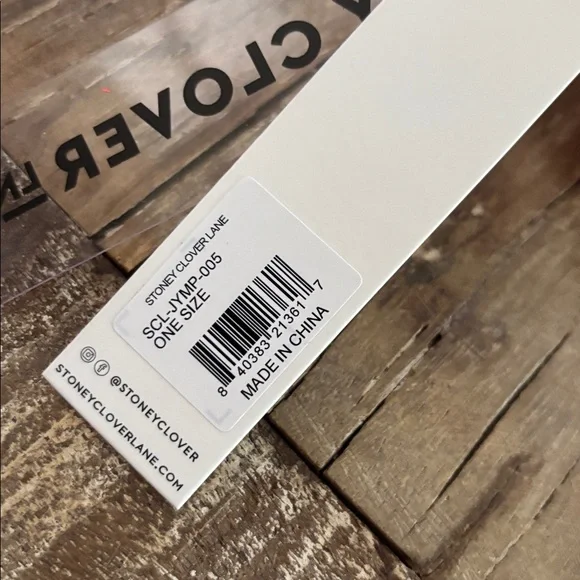 CLOVER
LN
STONEY CLOVER LANE
SCL-JYMP-005
ONE SIZE
8 40383 21361 7
MADE IN CHINA
@STONEYCLOVER
STONEYCLOVERLANE.COM